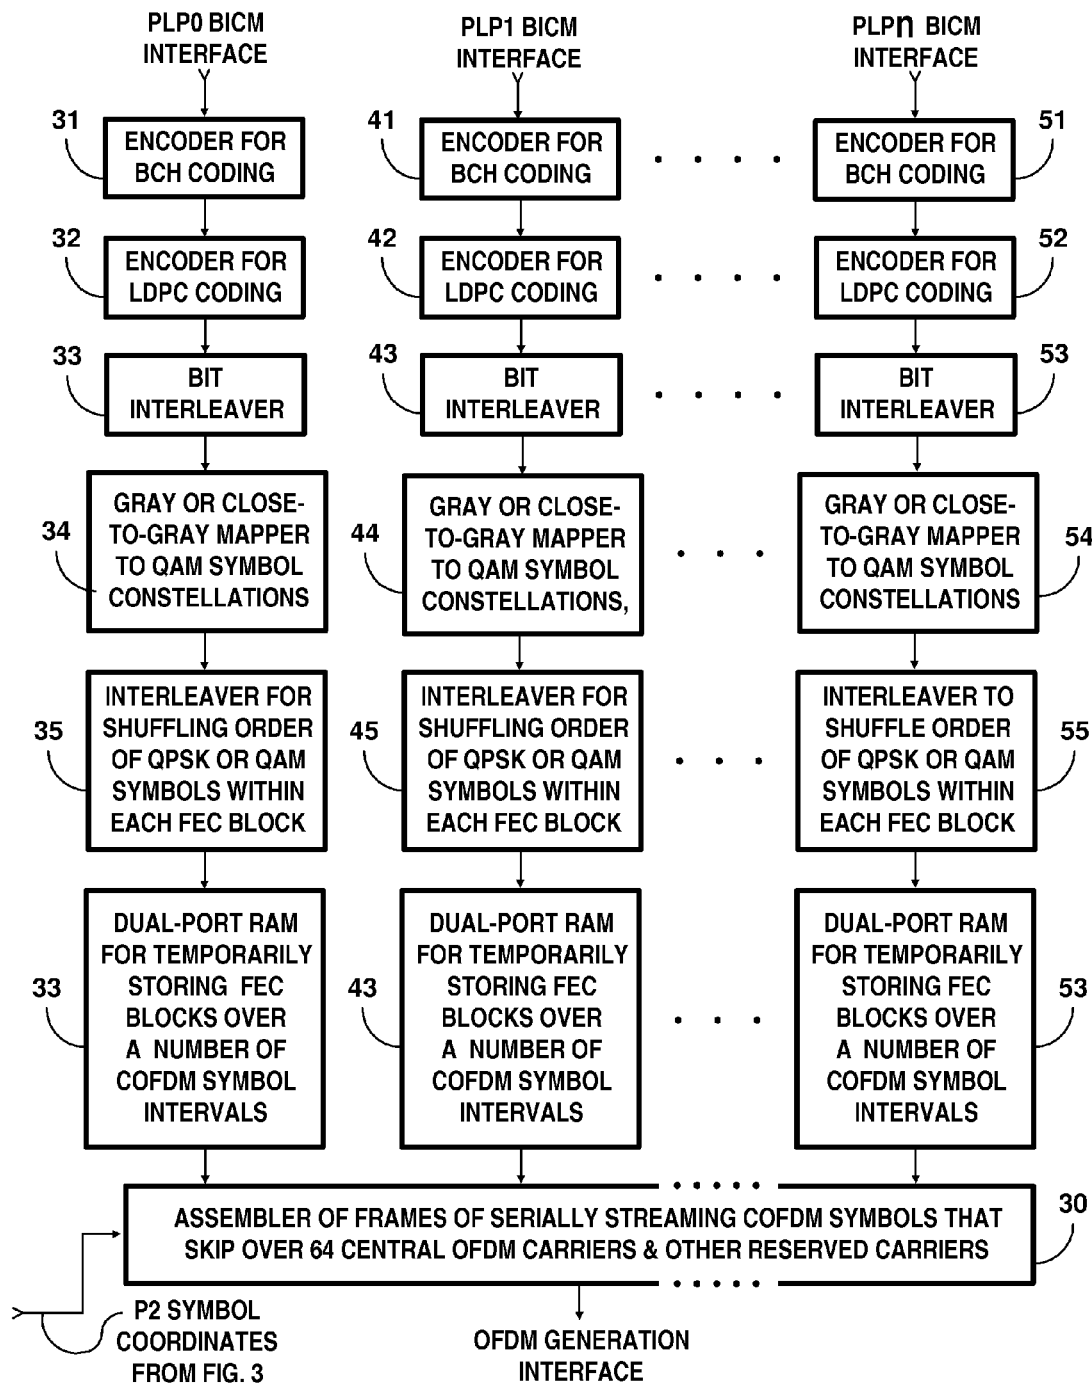 PLP0 BICM
INTERFACE
PLP1 BICM
INTERFACE
PLPn BICM
INTERFACE
31
ENCODER FOR
BCH CODING
41
ENCODER FOR
BCH CODING
51
ENCODER FOR
BCH CODING
32
ENCODER FOR
LDPC CODING
42
ENCODER FOR
LDPC CODING
52
ENCODER FOR
LDPC CODING
33
BIT
INTERLEAVER
43
BIT
INTERLEAVER
53
BIT
INTERLEAVER
34
GRAY OR CLOSE-
TO-GRAY MAPPER
TO QAM SYMBOL
CONSTELLATIONS
44
GRAY OR CLOSE-
TO-GRAY MAPPER
TO QAM SYMBOL
CONSTELLATIONS,
54
GRAY OR CLOSE-
TO-GRAY MAPPER
TO QAM SYMBOL
CONSTELLATIONS
35
INTERLEAVER FOR
SHUFFLING ORDER
OF QPSK OR QAM
SYMBOLS WITHIN
EACH FEC BLOCK
45
INTERLEAVER FOR
SHUFFLING ORDER
OF QPSK OR QAM
SYMBOLS WITHIN
EACH FEC BLOCK
55
INTERLEAVER TO
SHUFFLE ORDER
OF QPSK OR QAM
SYMBOLS WITHIN
EACH FEC BLOCK
33
DUAL-PORT RAM
FOR TEMPORARILY
STORING FEC
BLOCKS OVER
A NUMBER OF
COFDM SYMBOL
INTERVALS
43
DUAL-PORT RAM
FOR TEMPORARILY
STORING FEC
BLOCKS OVER
A NUMBER OF
COFDM SYMBOL
INTERVALS
53
DUAL-PORT RAM
FOR TEMPORARILY
STORING FEC
BLOCKS OVER
A NUMBER OF
COFDM SYMBOL
INTERVALS
30
ASSEMBLER OF FRAMES OF SERIALLY STREAMING COFDM SYMBOLS THAT
SKIP OVER 64 CENTRAL OFDM CARRIERS & OTHER RESERVED CARRIERS
P2 SYMBOL
COORDINATES
FROM FIG. 3
OFDM GENERATION
INTERFACE